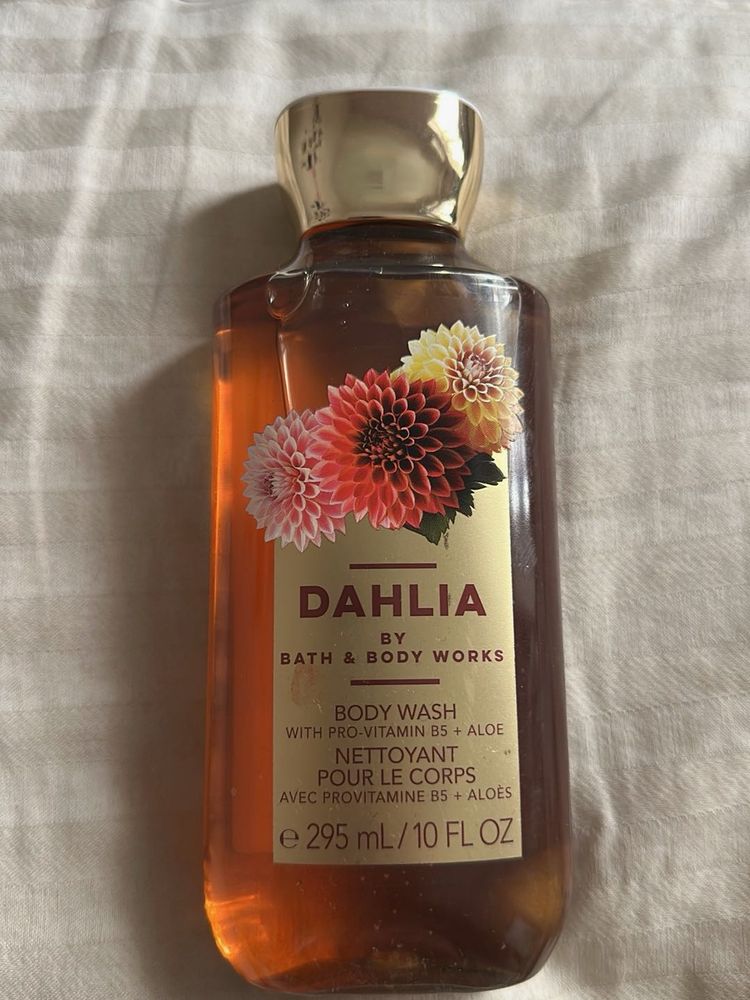 DAHLIA
BY
BATH & BODY WORKS
BODY WASH
WITH PRO-VITAMIN B5 + ALOE
NETTOYANT
POUR LE CORPS
AVEC PROVITAMINE B5 + ALOÈS
℮ 295 mL / 10 FL OZ